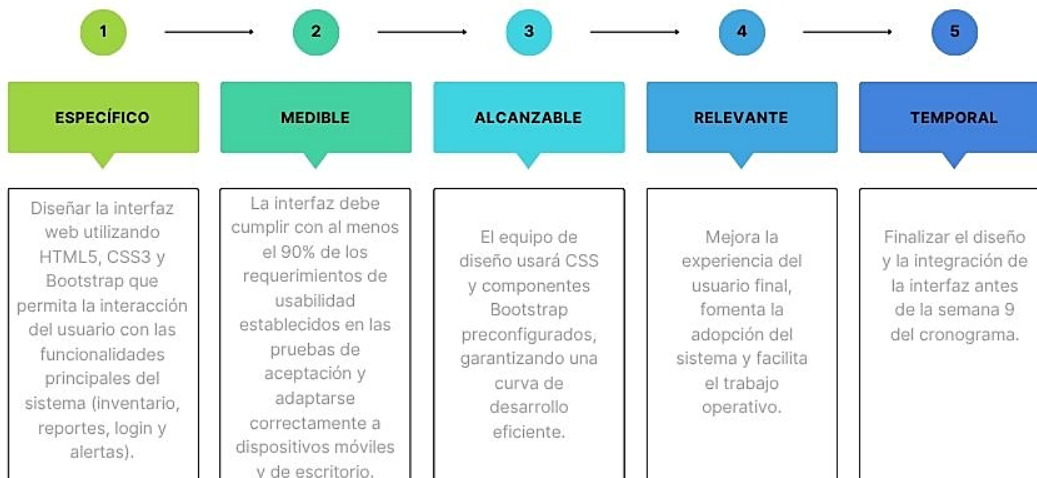 1
2
3
4
5
ESPECÍFICO
MEDIBLE
ALCANZABLE
RELEVANTE
TEMPORAL
Diseñar la interfaz
web utilizando
HTML5, CSS3 y
Bootstrap que
permita la interacción
del usuario con las
funcionalidades
principales del
sistema (inventario,
reportes, login y
alertas).
La interfaz debe
cumplir con al menos
el 90% de los
requerimientos de
usabilidad
establecidos en las
pruebas de
aceptación y
adaptarse
correctamente a
dispositivos móviles
y de escritorio.
El equipo de
diseño usará CSS
y componentes
Bootstrap
preconfigurados,
garantizando una
curva de
desarrollo
eficiente.
Mejora la
experiencia del
usuario final,
fomenta la
adopción del
sistema y facilita
el trabajo
operativo.
Finalizar el diseño
y la integración de
la interfaz antes
de la semana 9
del cronograma.